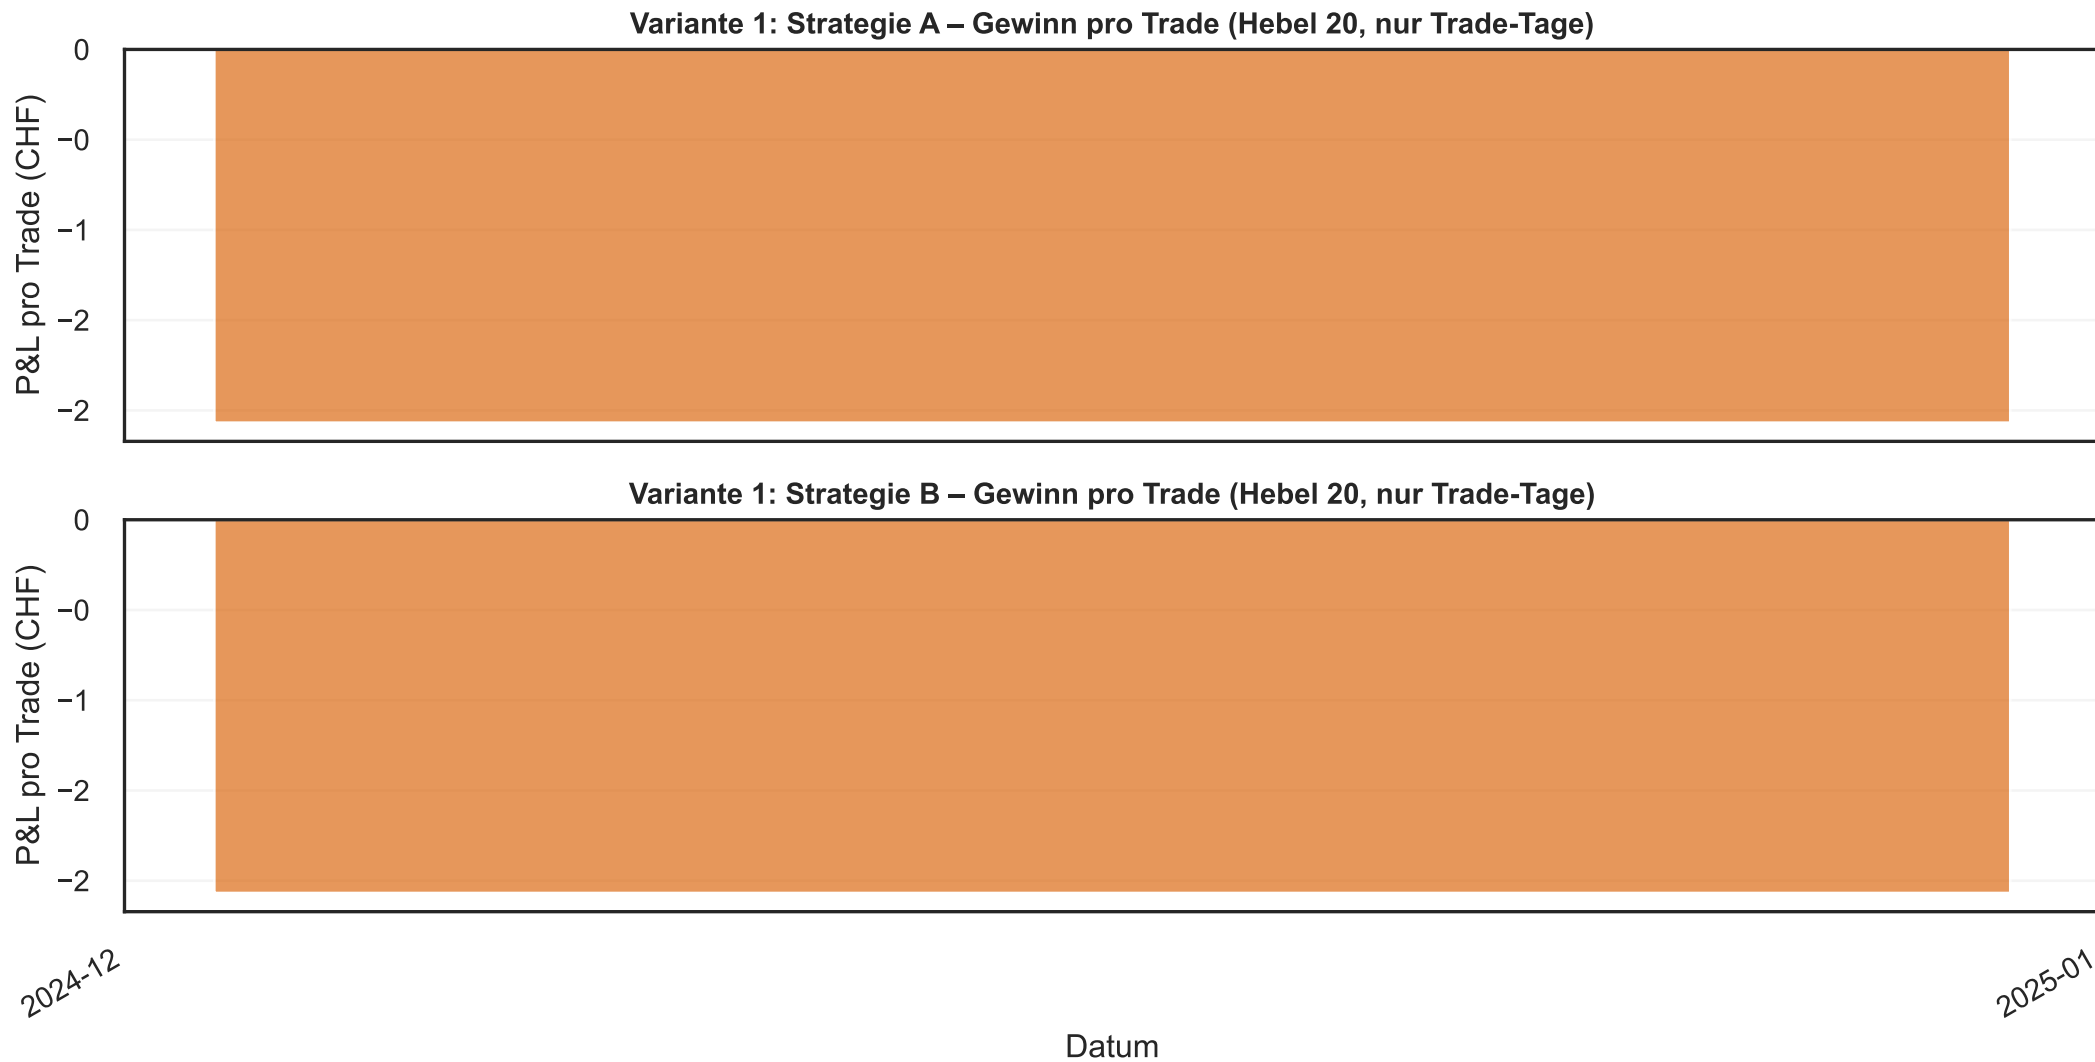 Variante 1: Strategie A – Gewinn pro Trade (Hebel 20, nur Trade-Tage)
P&L pro Trade (CHF)
0
−0
−1
−2
−2
Variante 1: Strategie B – Gewinn pro Trade (Hebel 20, nur Trade-Tage)
P&L pro Trade (CHF)
0
−0
−1
−2
−2
2024-12
2025-01
Datum